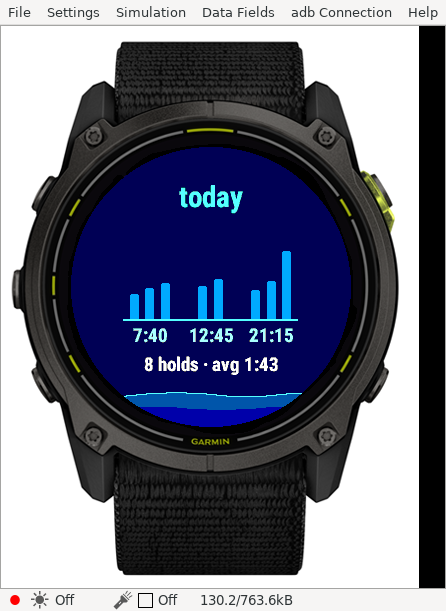 File Settings Simulation Data Fields adb Connection Help
today
7:40 12:45 21:15
8 holds · avg 1:43
GARMIN
Off Off 130.2/763.6kB